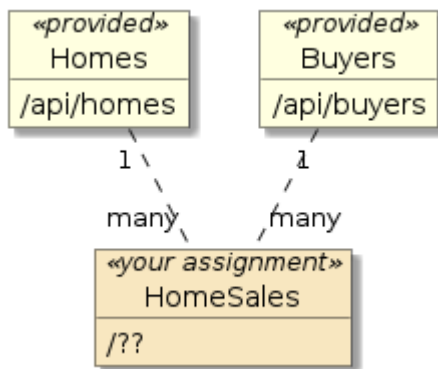 «provided»
Homes
/api/homes
«provided»
Buyers
/api/buyers
1
1
many
many
«your assignment»
HomeSales
/??